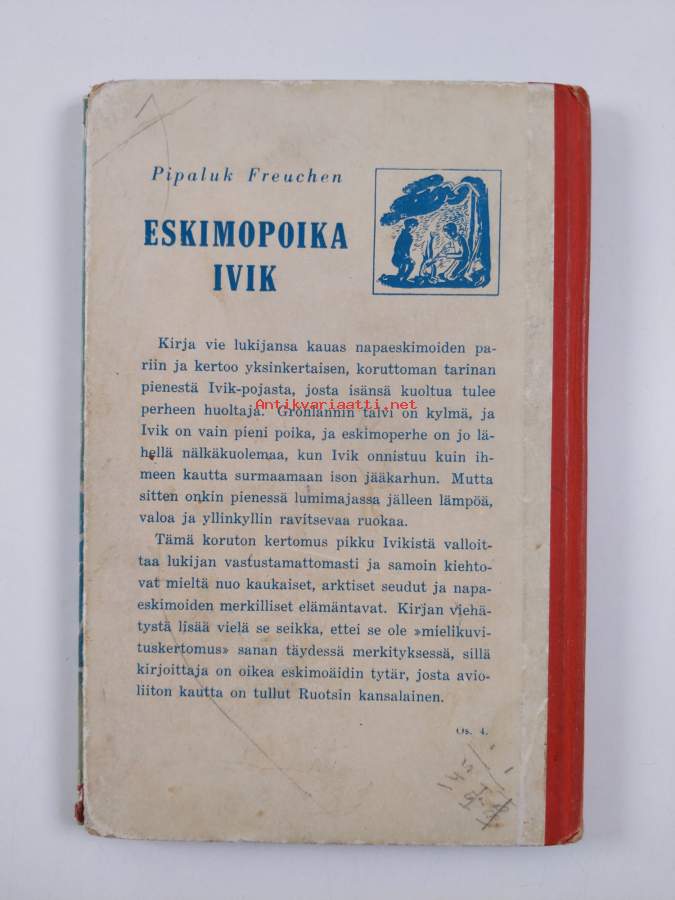 Pipaluk Freuchen
ESKIMOPOIKA
IVIK
Kirja vie lukijansa kauas napaeskimoiden pa-
riin ja kertoo yksinkertaisen, koruttoman tarinan
pienestä Ivik-pojasta, josta isänsä kuoltua tulee
perheen huoltaja. Grönlannin talvi on kylmä, ja
Antikvariaatti.net
Ivik on vain pieni poika, ja eskimoperhe on jo lä-
hellä nälkäkuolemaa, kun Ivik onnistuu kuin ih-
meen kautta surmaamaan ison jääkarhun. Mutta
sitten onkin pienessä lumimajassa jälleen lämpöä,
valoa ja yllinkyllin ravitsevaa ruokaa.
Tämä koruton kertomus pikku Ivikistä valloit-
taa lukijan vastustamattomasti ja samoin kiehto-
vat mieltä nuo kaukaiset, arktiset seudut ja napa-
eskimoiden merkilliset elämäntavat. Kirjan viehä-
tystä lisää vielä se seikka, ettei se ole »mielikuvi-
tuskertomus» sanan täydessä merkityksessä, sillä
kirjoittaja on oikea eskimoäidin tytär, josta avio-
liiton kautta on tullut Ruotsin kansalainen.
Os. 4.